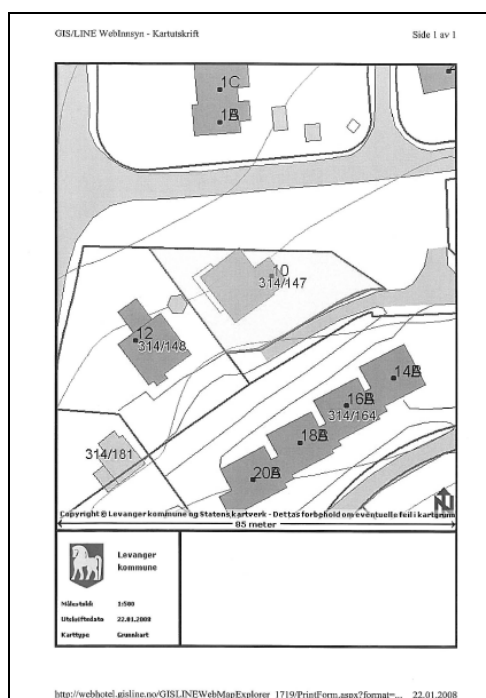 GIS/LINE WebInnsyn - Kartutskrift Side 1 av 1
1C
1B
10
314/147
12
314/148
14B
16B
314/164
18B
314/181
20B
N
Copyright © Levanger kommune og Statens kartverk - Dettas forbehold om eventuelle feil i kartgrunn
85 meter
Levanger
kommune
Målestokk 1:500
Utskriftsdato 22.01.2008
Karttype Grunnkart
http://webhotel.gisline.no/GISLINEWebMapExplorer_1719/PrintForm.aspx?format=... 22.01.2008